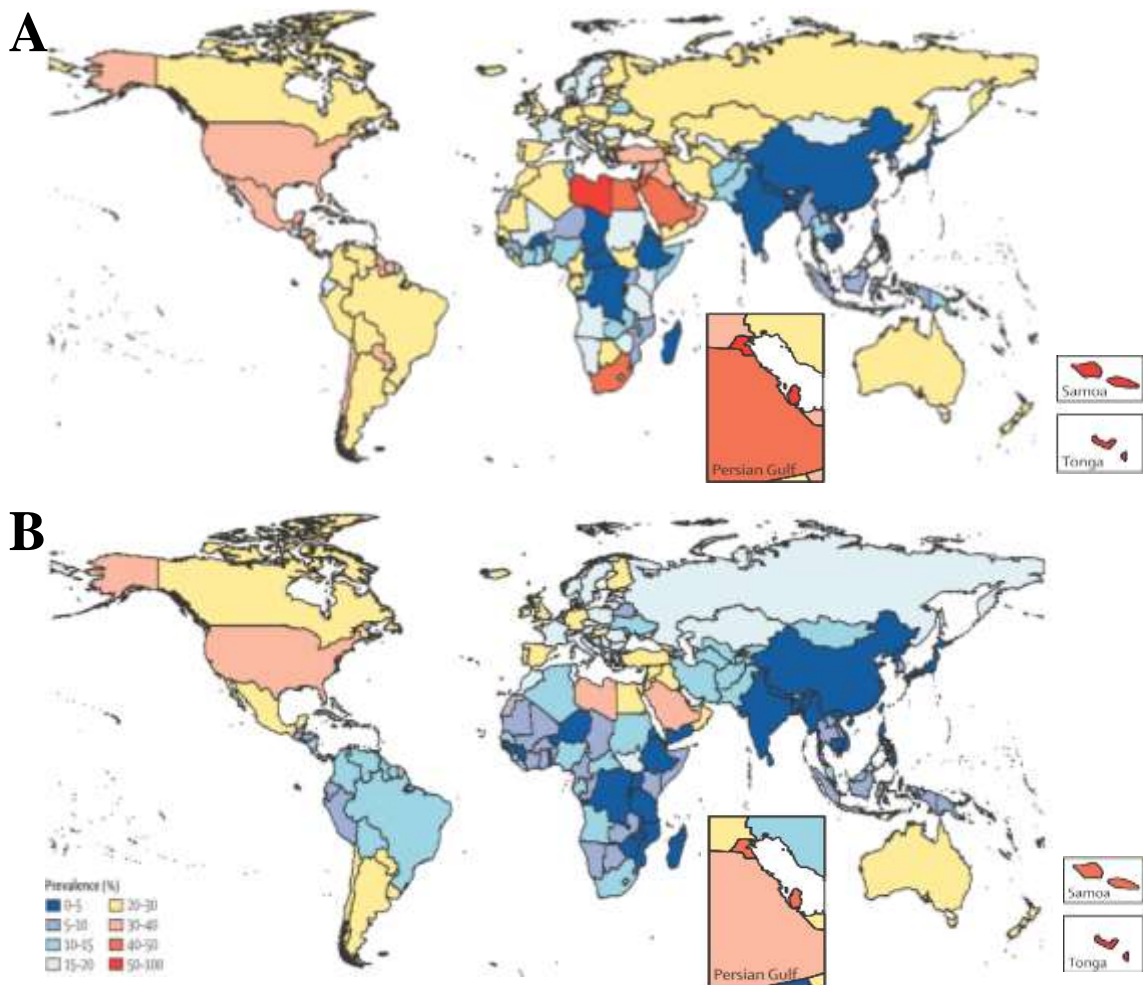 A
Persian Gulf
Samoa
Tonga
B
Prevalence (%)
0-5
20-30
5-10
30-40
10-15
40-50
15-20
50-100
Persian Gulf
Samoa
Tonga